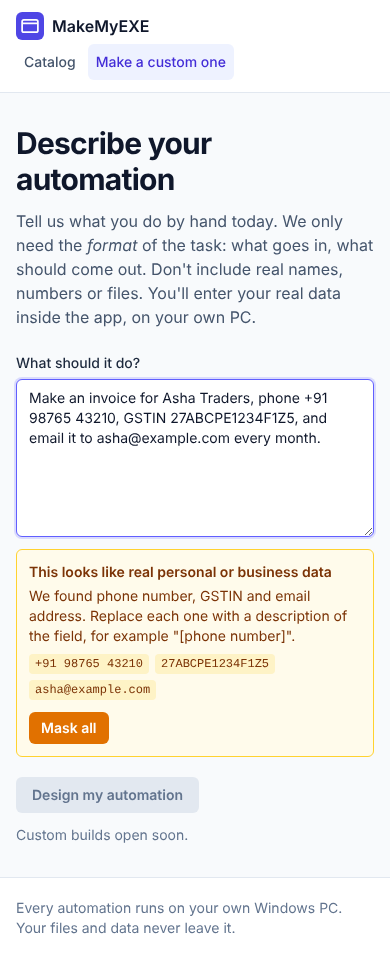 MakeMyEXE
Catalog
Make a custom one
Describe your
automation
Tell us what you do by hand today. We only
need the format of the task: what goes in, what
should come out. Don't include real names,
numbers or files. You'll enter your real data
inside the app, on your own PC.
What should it do?
Make an invoice for Asha Traders, phone +91
98765 43210, GSTIN 27ABCPE1234F1Z5, and
email it to asha@example.com every month.
This looks like real personal or business data
We found phone number, GSTIN and email
address. Replace each one with a description of
the field, for example "[phone number]".
+91 98765 43210 27ABCPE1234F1Z5
asha@example.com
Mask all
Design my automation
Custom builds open soon.
Every automation runs on your own Windows PC.
Your files and data never leave it.